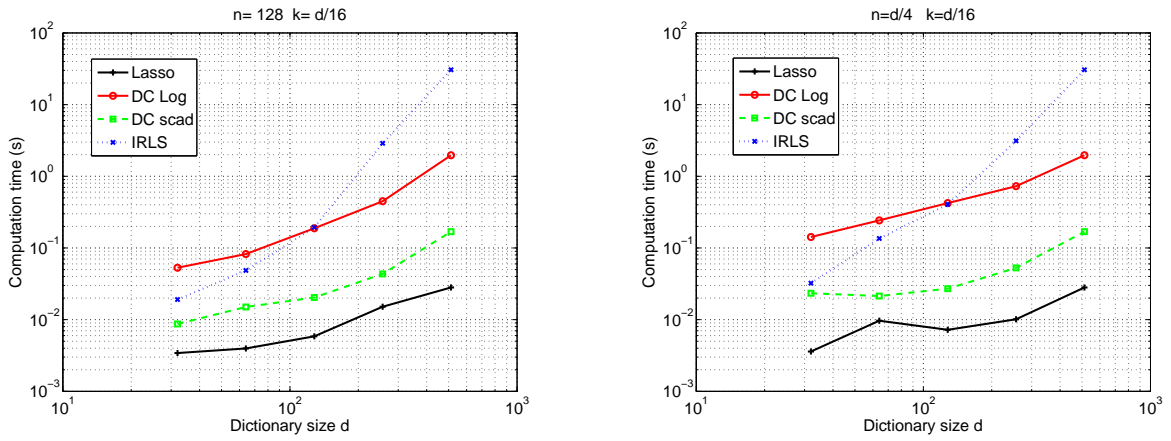 n= 128 k= d/16
10^2
10^1
10^0
10^−1
10^−2
10^−3
Computation time (s)
Lasso
DC Log
DC scad
IRLS
10^1
10^2
10^3
Dictionary size d
n=d/4 k=d/16
10^2
10^1
10^0
10^−1
10^−2
10^−3
Computation time (s)
Lasso
DC Log
DC scad
IRLS
10^1
10^2
10^3
Dictionary size d